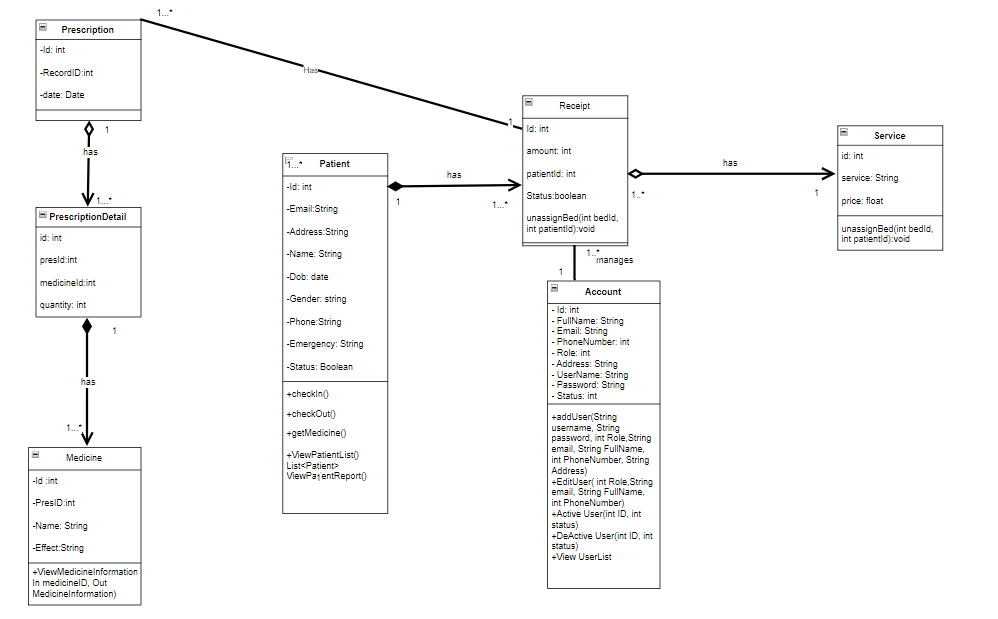 1...*
Prescription
-Id: int
-RecordID:int
-date: Date
1
has
1...*
PrescriptionDetail
id: int
presId:int
medicineId:int
quantity: int
1
has
1...*
Medicine
-Id :int
-PresID:int
-Name: String
-Effect:String
+ViewMedicineInformation
In medicineID, Out
MedicineInformation)
Has
1
1...*
Patient
-Id: int
-Email:String
-Address:String
-Name: String
-Dob: date
-Gender: string
-Phone:String
-Emergency: String
-Status: Boolean
+checkIn()
+checkOut()
+getMedicine()
+ViewPatientList()
List<Patient>
ViewPa1entReport()
has
1
1...*
Receipt
Id: int
amount: int
patientId: int
Status:boolean
unassignBed(int bedId,
int patientId):void
has
1..*
1
Service
id: int
service: String
price: float
unassignBed(int bedId,
int patientId):void
1..*
manages
1
Account
- Id: int
- FullName: String
- Email: String
- PhoneNumber: int
- Role: int
- Address: String
- UserName: String
- Password: String
- Status: int
+addUser(String
username, String
password, int Role,String
email, String FullName,
int PhoneNumber, String
Address)
+EditUser( int Role,String
email, String FullName,
int PhoneNumber)
+Active User(int ID, int
status)
+DeActive User(int ID, int
status)
+View UserList